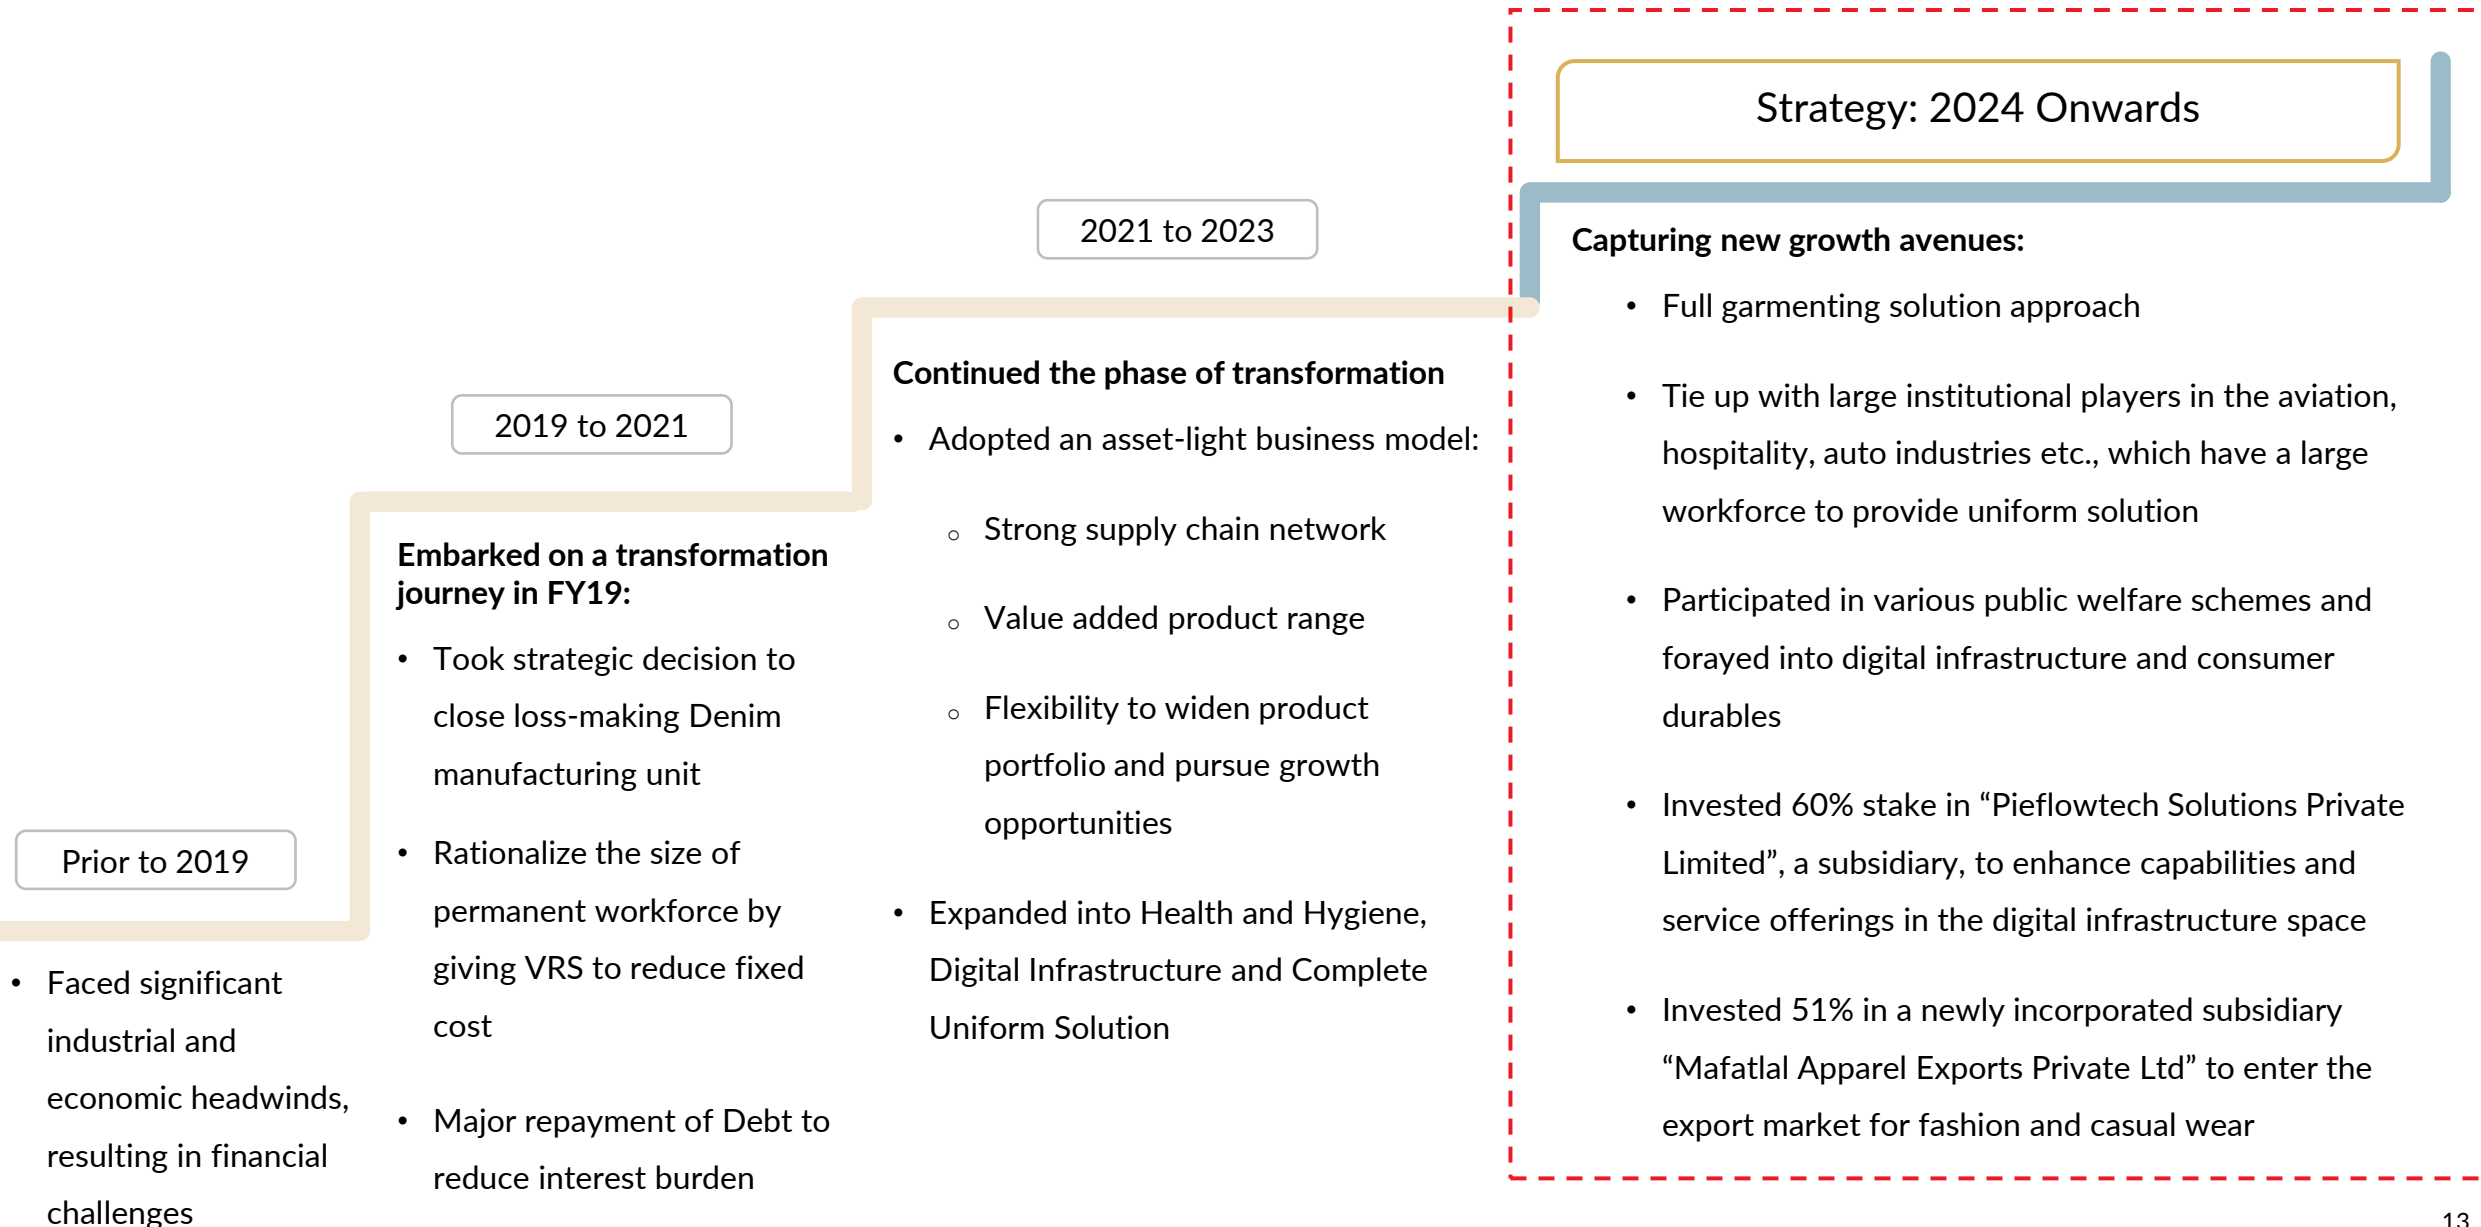 Prior to 2019
• Faced significant
industrial and
economic headwinds,
resulting in financial
challenges
2019 to 2021
Embarked on a transformation
journey in FY19:
• Took strategic decision to
close loss-making Denim
manufacturing unit
• Rationalize the size of
permanent workforce by
giving VRS to reduce fixed
cost
• Major repayment of Debt to
reduce interest burden
2021 to 2023
Continued the phase of transformation
• Adopted an asset-light business model:
○ Strong supply chain network
○ Value added product range
○ Flexibility to widen product
portfolio and pursue growth
opportunities
• Expanded into Health and Hygiene,
Digital Infrastructure and Complete
Uniform Solution
Strategy: 2024 Onwards
Capturing new growth avenues:
• Full garmenting solution approach
• Tie up with large institutional players in the aviation,
hospitality, auto industries etc., which have a large
workforce to provide uniform solution
• Participated in various public welfare schemes and
forayed into digital infrastructure and consumer
durables
• Invested 60% stake in “Pieflowtech Solutions Private
Limited”, a subsidiary, to enhance capabilities and
service offerings in the digital infrastructure space
• Invested 51% in a newly incorporated subsidiary
“Mafatlal Apparel Exports Private Ltd” to enter the
export market for fashion and casual wear
13